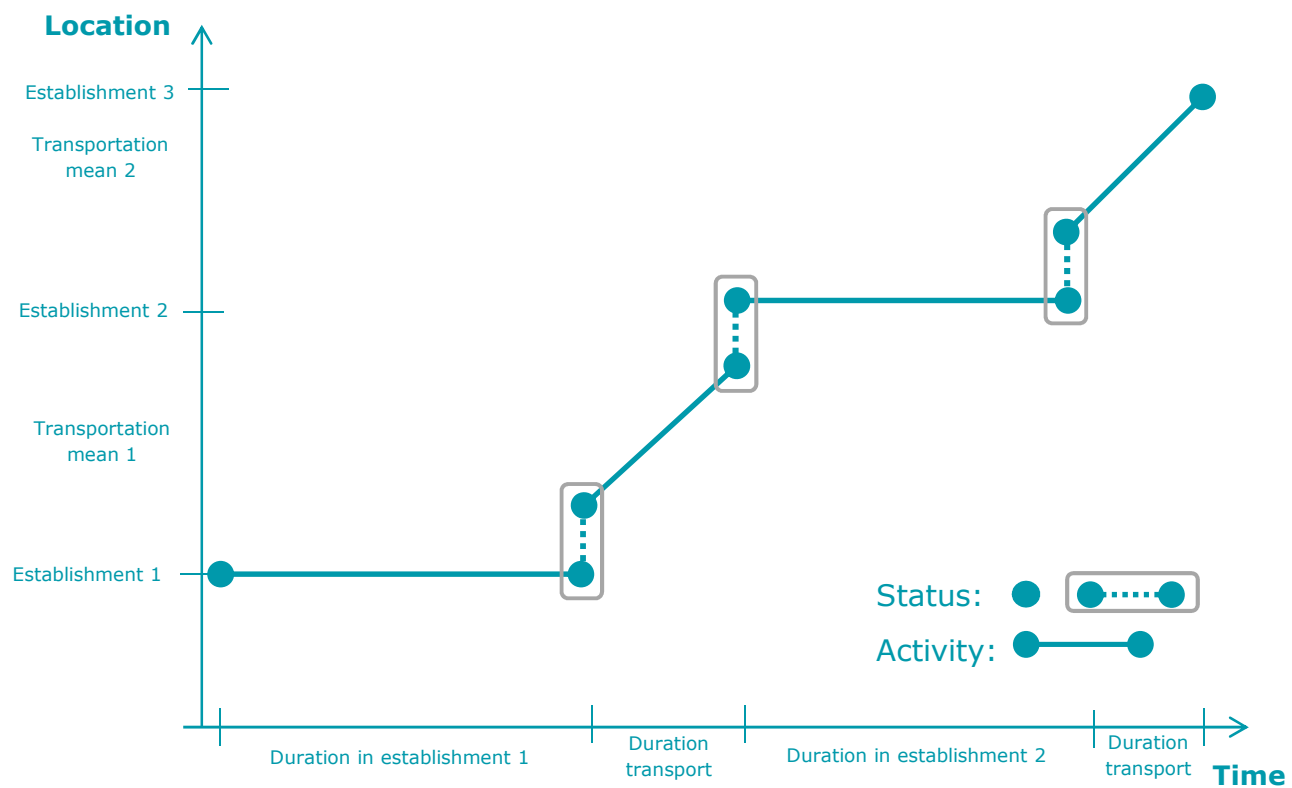 Location
Establishment 3
Transportation
mean 2
Establishment 2
Transportation
mean 1
Establishment 1
Status:
Activity:
Duration in establishment 1
Duration
transport
Duration in establishment 2
Duration
transport
Time